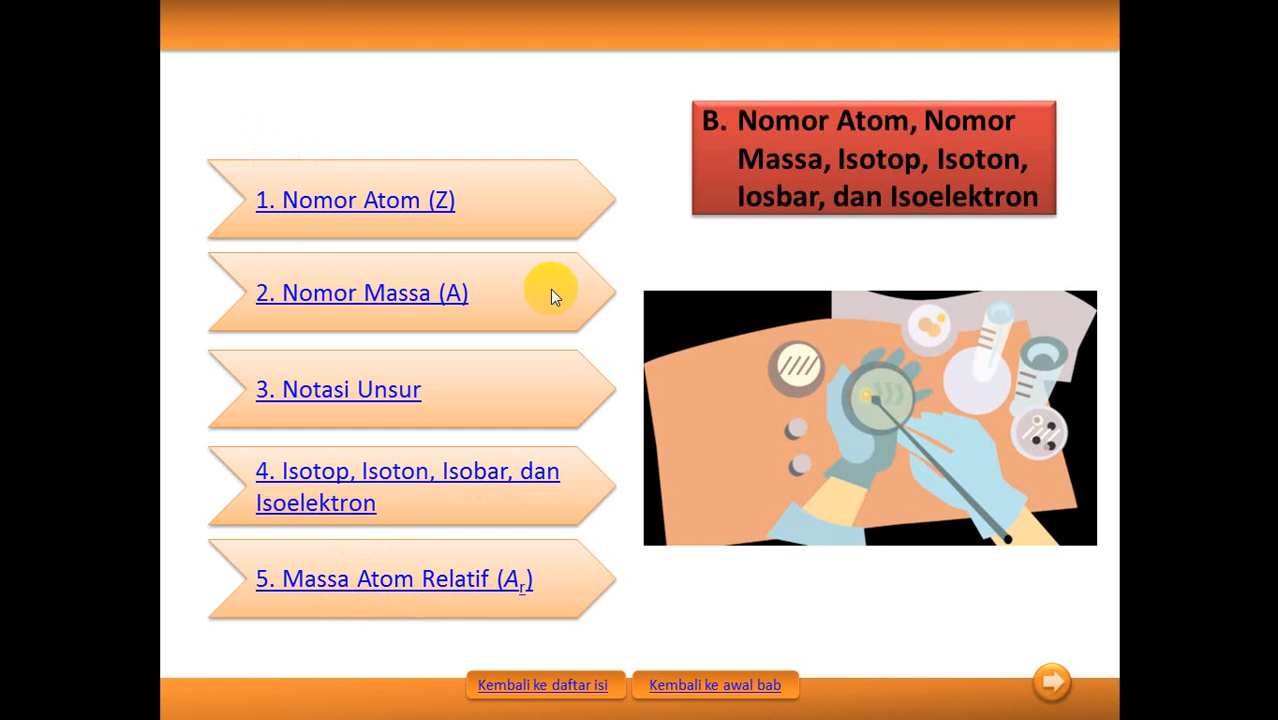 B. Nomor Atom, Nomor
Massa, Isotop, Isoton,
Iosbar, dan Isoelektron
1. Nomor Atom (Z)
2. Nomor Massa (A)
3. Notasi Unsur
4. Isotop, Isoton, Isobar, dan
Isoelektron
5. Massa Atom Relatif (Ar)
Kembali ke daftar isi
Kembali ke awal bab